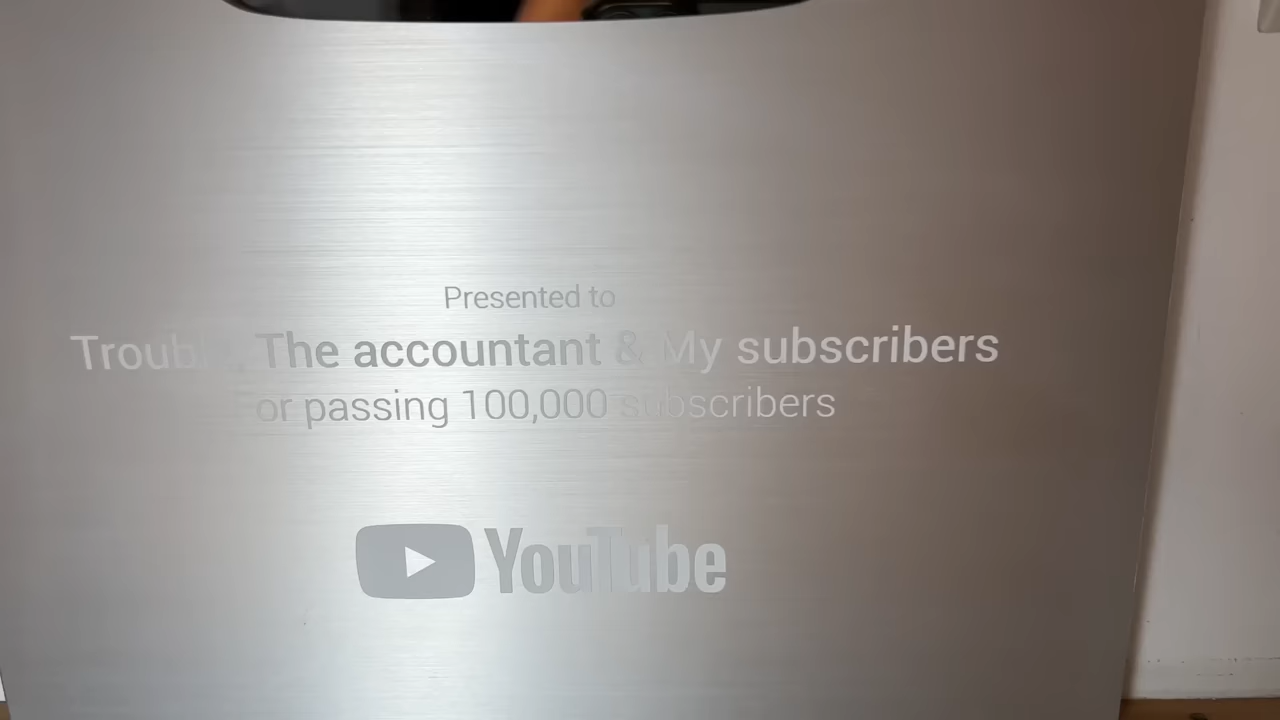 Presented to
The accountant & My subscribers
or passing 100,000 subscribers
YouTube